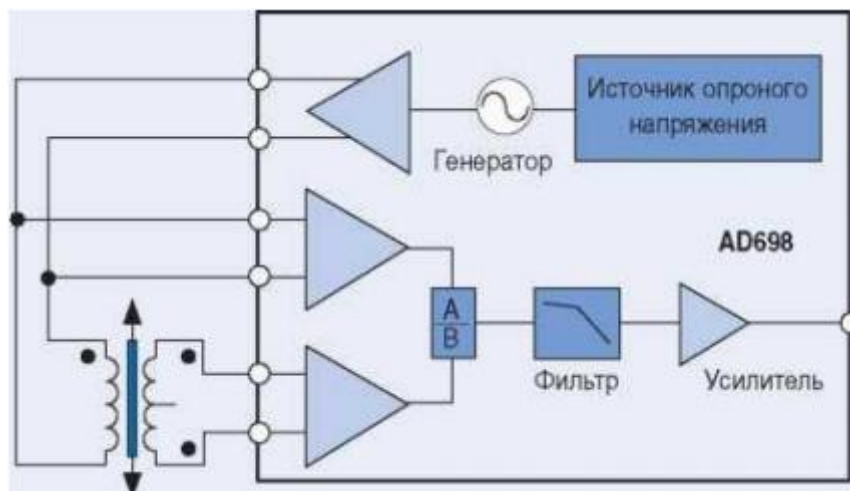 Источник опроного
напряжения
Генератор
AD698
A
B
Фильтр
Усилитель